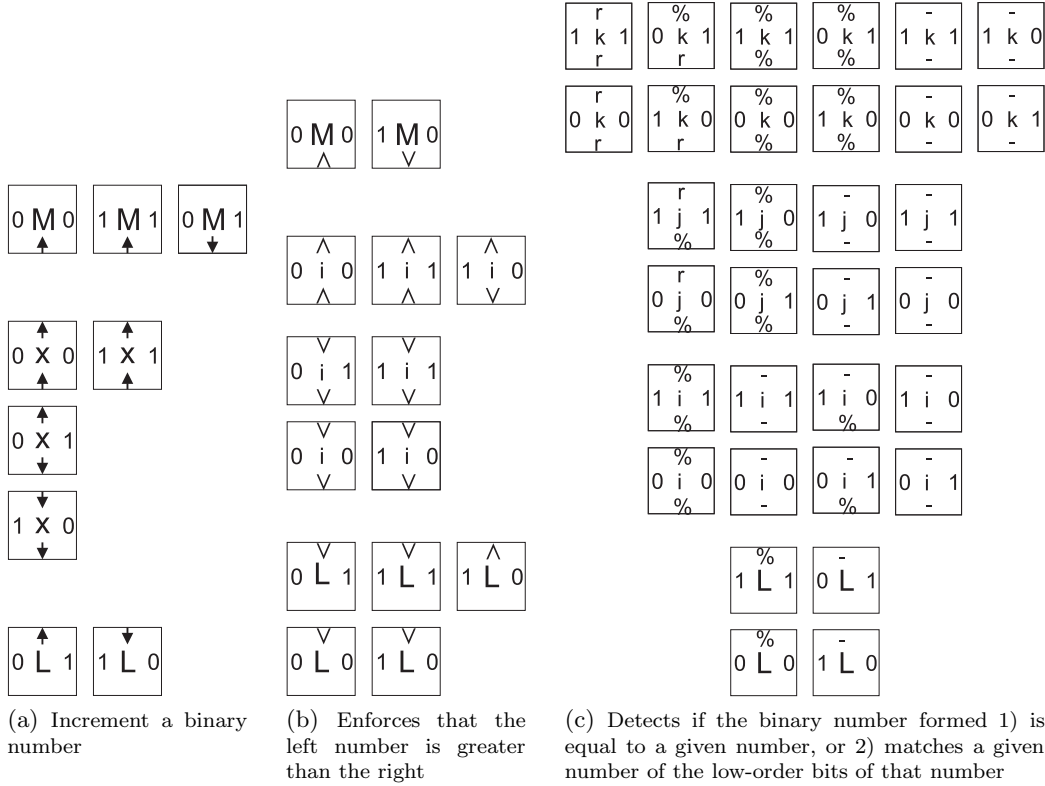 0 M 0 1 M 1 0 M 1
↑ ↑ ↓
↑ ↑
0 x 0 1 x 1
↑ ↑
↑
0 x 1
↓
↓
1 x 0
↓
↑ ↓
0 L 1 1 L 0
(a) Increment a binary
number
0 M 0 1 M 0
^ v
^ ^ ^
0 i 0 1 i 1 1 i 0
^ ^ v
v v
0 i 1 1 i 1
v v
v v
0 i 0 1 i 0
v v
v v ^
0 L 1 1 L 1 1 L 0
v v
0 L 0 1 L 0
(b) Enforces that the
left number is greater
than the right
r % % % - -
1 k 1 0 k 1 1 k 1 0 k 1 1 k 1 1 k 0
r r % % - -
r % % % - -
0 k 0 1 k 0 0 k 0 1 k 0 0 k 0 0 k 1
r r % % - -
r % - -
1 j 1 1 j 0 1 j 0 1 j 1
% % - -
r % - -
0 j 0 0 j 1 0 j 1 0 j 0
% % - -
% - - -
1 i 1 1 i 1 1 i 0 1 i 0
% - % -
% - - -
0 i 0 0 i 0 0 i 1 0 i 1
% - % -
% -
1 L 1 0 L 1
% -
0 L 0 1 L 0
(c) Detects if the binary number formed 1) is
equal to a given number, or 2) matches a given
number of the low-order bits of that number